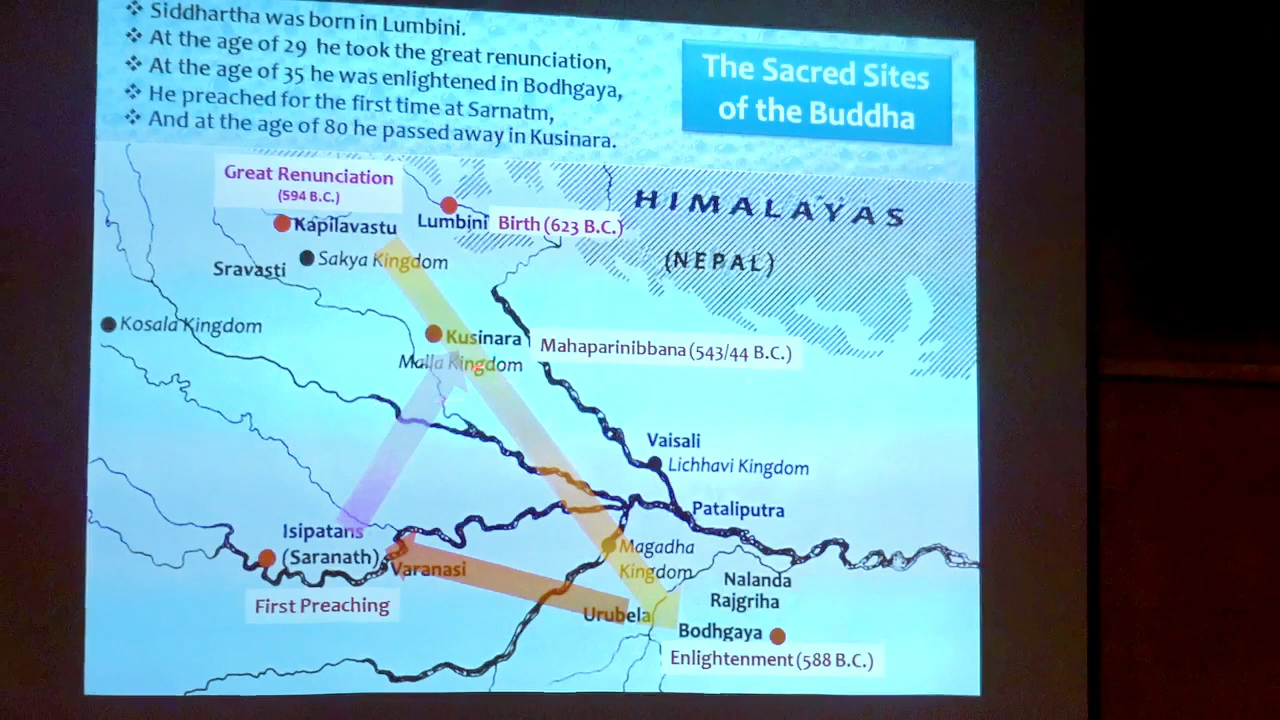 ❖ Siddhartha was born in Lumbini.
❖ At the age of 29 he took the great renunciation,
❖ At the age of 35 he was enlightened in Bodhgaya,
❖ He preached for the first time at Sarnatm,
❖ And at the age of 80 he passed away in Kusinara.
The Sacred Sites
of the Buddha
Great Renunciation
(594 B.C.)
Kapilavastu
Lumbini
Birth (623 B.C.)
HIMALAYAS
(NEPAL)
Sakya Kingdom
Sravasti
Kosala Kingdom
Kusinara
Malla Kingdom
Mahaparinibbana (543/44 B.C.)
Vaisali
Lichhavi Kingdom
Pataliputra
Isipatans
(Saranath)
Varanasi
First Preaching
Magadha
Kingdom
Nalanda
Rajgriha
Urubela
Bodhgaya
Enlightenment (588 B.C.)